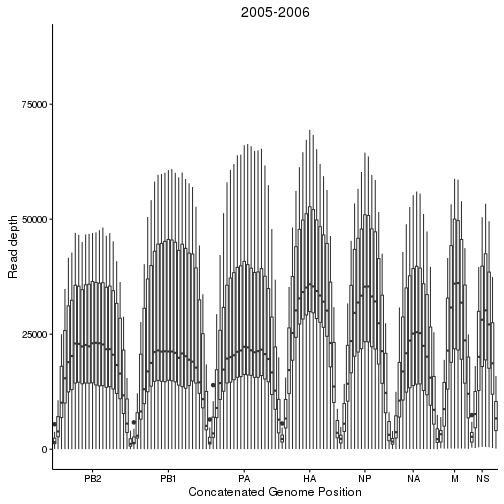 2005-2006
75000
50000
25000
0
Read depth
PB2 PB1 PA HA NP NA M NS
Concatenated Genome Position